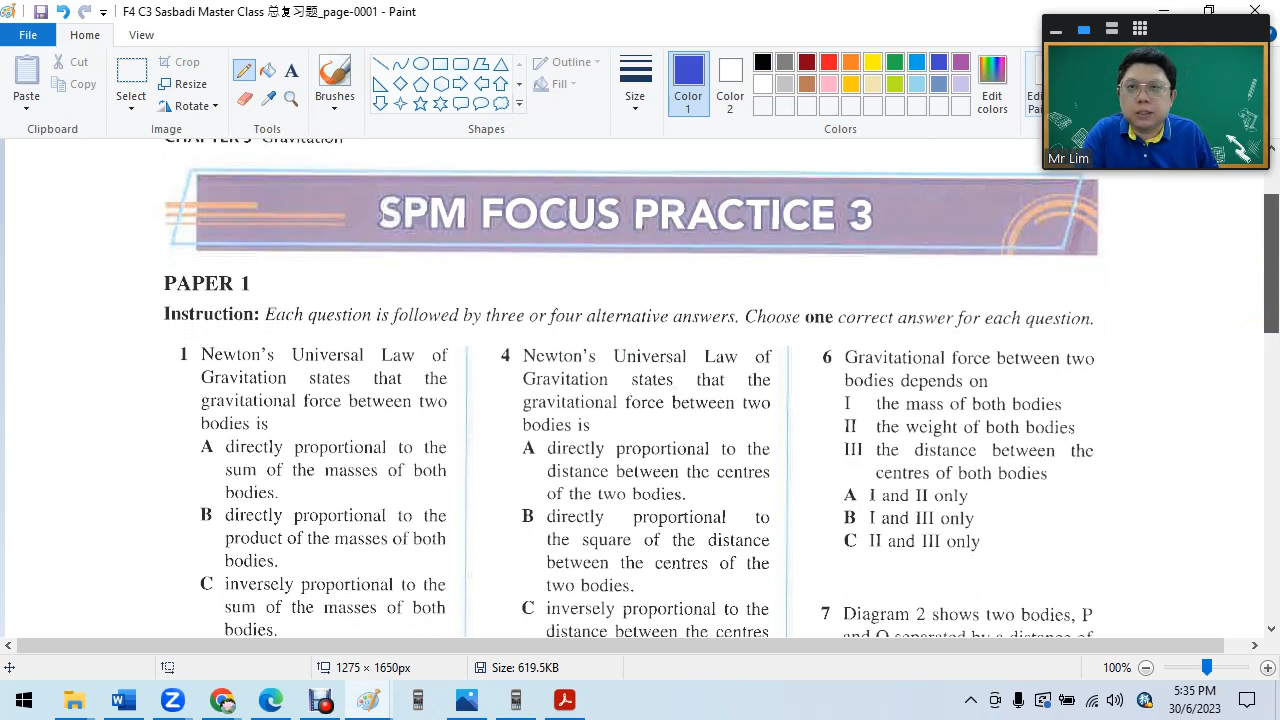 F4 C3 Sasbadi Master Class 总复习题_page-0001 - Paint
File
Home
View
Paste
Cut
Copy
Clipboard
Select
Crop
Resize
Rotate
Image
A
Tools
Brushes
Outline
Fill
Shapes
Size
Color 1
Color 2
Edit colors
Colors
Mr Lim
CHAPTER 3 Gravitation
SPM FOCUS PRACTICE 3
PAPER 1
Instruction: Each question is followed by three or four alternative answers. Choose one correct answer for each question.
1 Newton's Universal Law of
Gravitation states that the
gravitational force between two
bodies is
A directly proportional to the
sum of the masses of both
bodies.
B directly proportional to the
product of the masses of both
bodies.
C inversely proportional to the
sum of the masses of both
bodies.
4 Newton's Universal Law of
Gravitation states that the
gravitational force between two
bodies is
A directly proportional to the
distance between the centres
of the two bodies.
B directly proportional to
the square of the distance
between the centres of the
two bodies.
C inversely proportional to the
distance between the centres
6 Gravitational force between two
bodies depends on
I the mass of both bodies
II the weight of both bodies
III the distance between the
centres of both bodies
A I and II only
B I and III only
C II and III only
7 Diagram 2 shows two bodies, P
and Q separated by a distance of
1275 × 1650px
Size: 619.5KB
100%
5:35 PM
30/6/2023